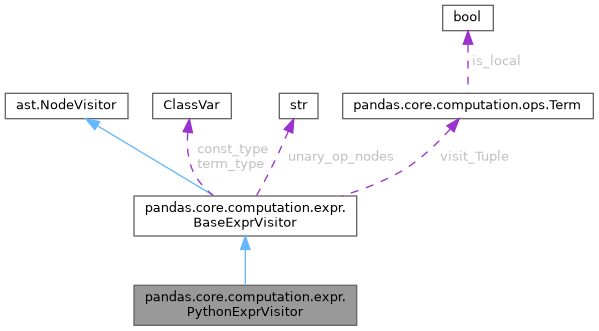 bool
is_local
ast.NodeVisitor
ClassVar
str
pandas.core.computation.ops.Term
const_type
term_type
unary_op_nodes
visit_Tuple
pandas.core.computation.expr.
BaseExprVisitor
pandas.core.computation.expr.
PythonExprVisitor